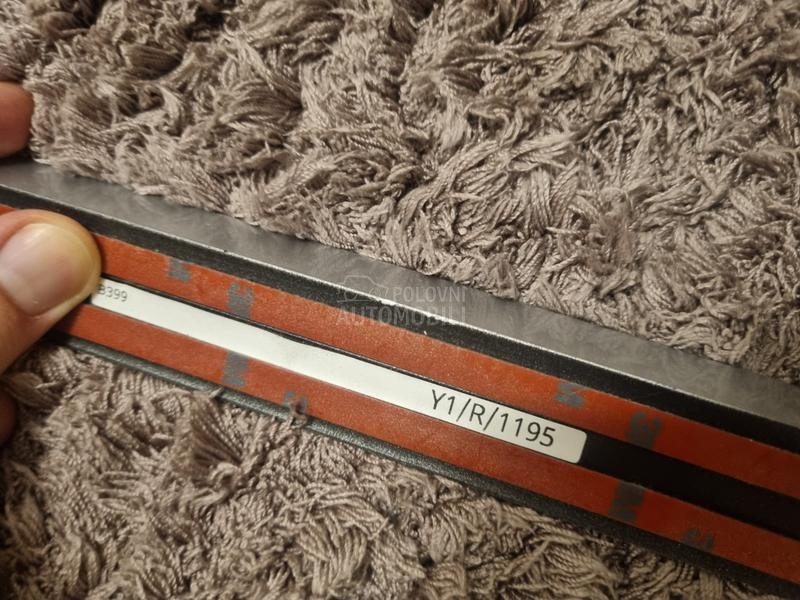 B399
POLOVNI
AUTOMOBILI
Y1/R/1195